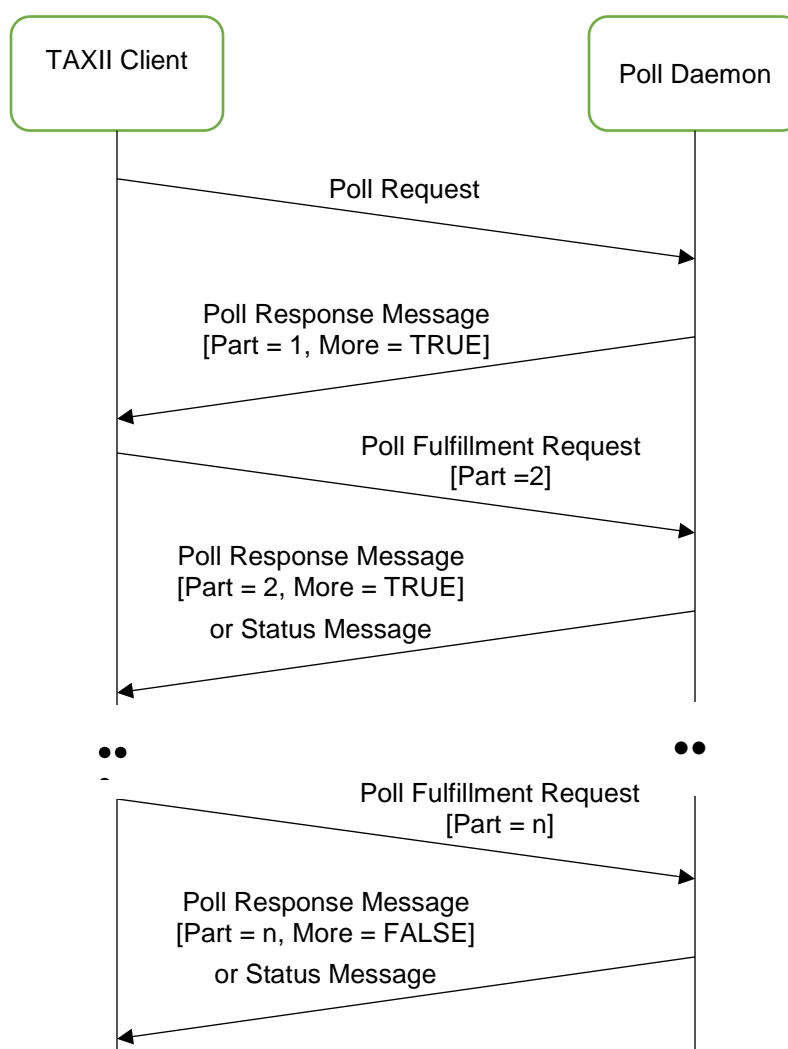 TAXII Client
Poll Daemon
Poll Request
Poll Response Message
[Part = 1, More = TRUE]
Poll Fulfillment Request
[Part =2]
Poll Response Message
[Part = 2, More = TRUE]
or Status Message
Poll Fulfillment Request
[Part = n]
Poll Response Message
[Part = n, More = FALSE]
or Status Message